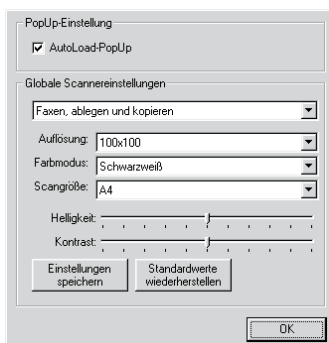 PopUp-Einstellung
AutoLoad-PopUp
Globale Scannereinstellungen
Faxen, ablegen und kopieren
Auflösung: 100x100
Farbmodus: Schwarzweiß
Scangröße: A4
Helligkeit:
Kontrast:
Einstellungen
speichern
Standardwerte
wiederherstellen
OK